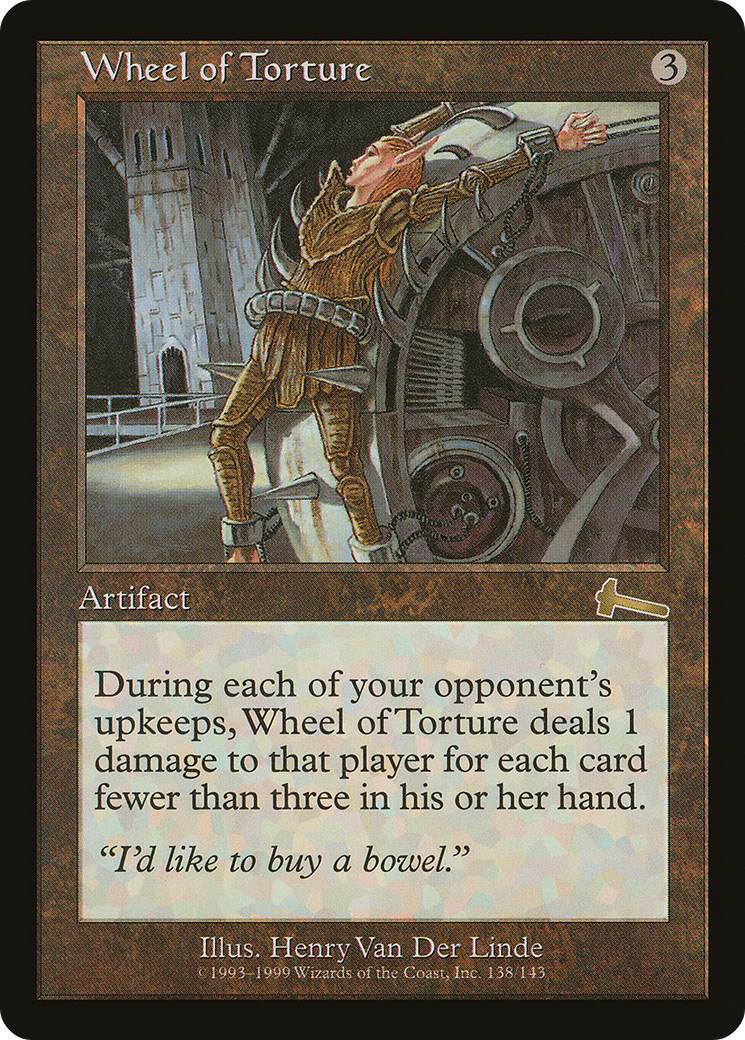 Wheel of Torture 3
Artifact
During each of your opponent's
upkeeps, Wheel of Torture deals 1
damage to that player for each card
fewer than three in his or her hand.
“I'd like to buy a bowel.”
Illus. Henry Van Der Linde
©1993–1999 Wizards of the Coast, Inc. 138/143